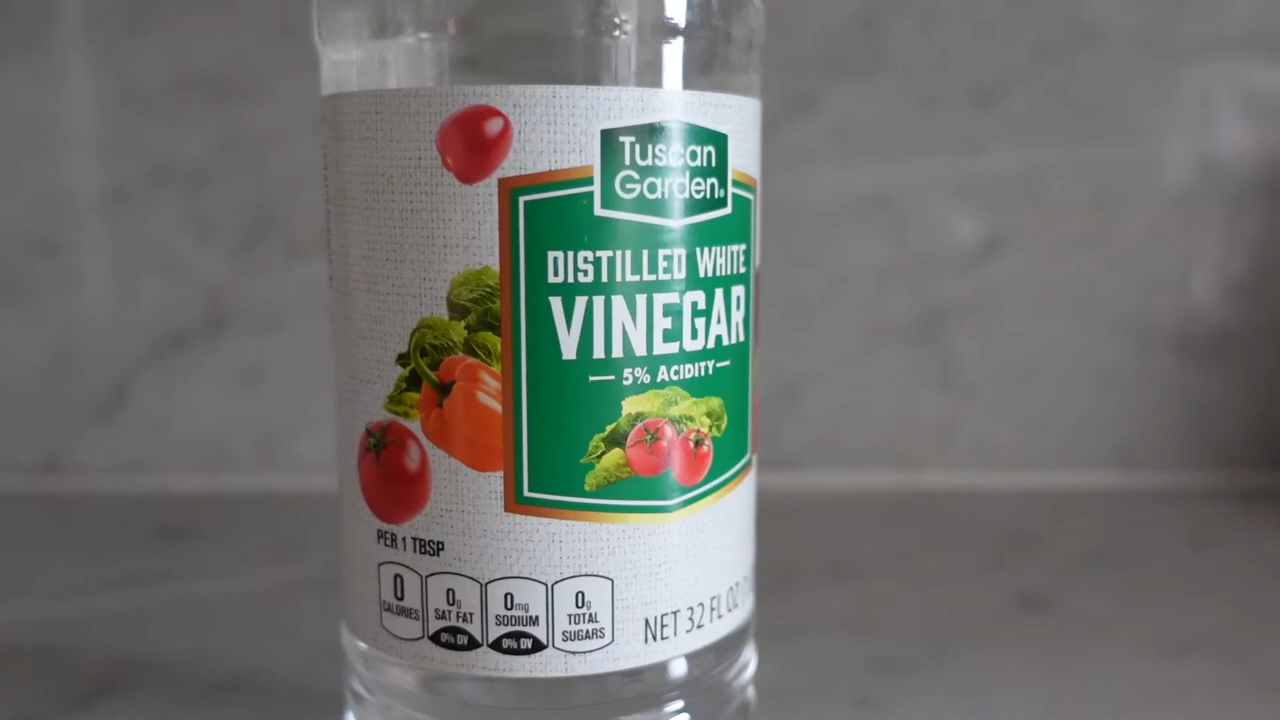 Tuscan
Garden®
DISTILLED WHITE
VINEGAR
5% ACIDITY
PER 1 TBSP
0 CALORIES
0g SAT FAT 0% DV
0mg SODIUM 0% DV
0g TOTAL SUGARS
NET 32 FL OZ